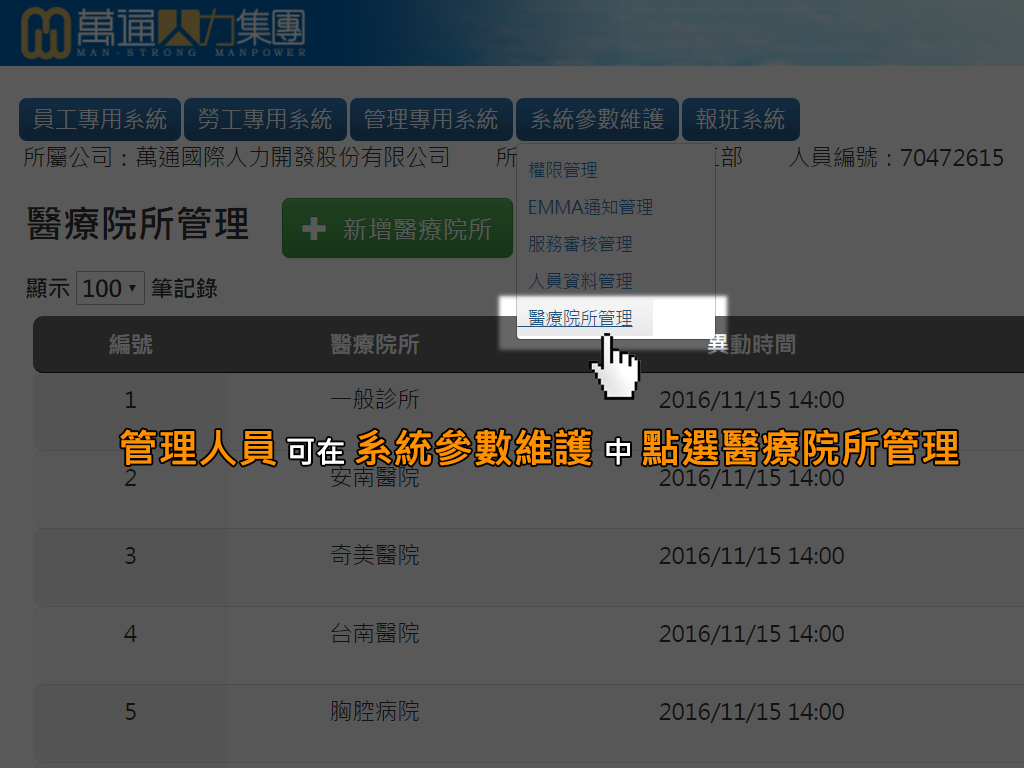 萬通人力集團
MAN-STRONG MANPOWER
員工專用系統 勞工專用系統 管理專用系統 系統參數維護 報班系統
所屬公司：萬通國際人力開發股份有限公司 所 部 人員編號：70472615
權限管理
EMMA通知管理
服務審核管理
人員資料管理
醫療院所管理
醫療院所管理 新增醫療院所
顯示 100 筆記錄
編號 醫療院所 異動時間
1 一般診所 2016/11/15 14:00
管理人員 可在 系統參數維護 中 點選醫療院所管理
2 安南醫院 2016/11/15 14:00
3 奇美醫院 2016/11/15 14:00
4 台南醫院 2016/11/15 14:00
5 胸腔病院 2016/11/15 14:00